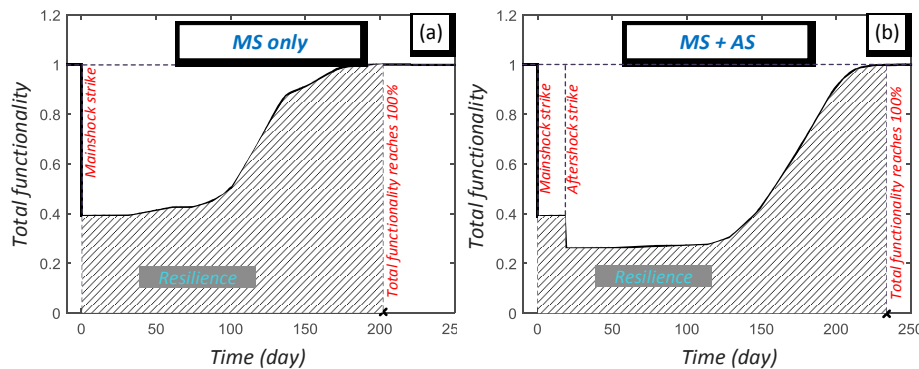 MS only
(a)
1.2
1
0.8
0.6
0.4
0.2
0
Total functionality
Mainshock strike
Total functionality reaches 100%
Resilience
0
50
100
150
200
25
Time (day)
MS + AS
(b)
1.2
1
0.8
0.6
0.4
0.2
0
Total functionality
Mainshock strike
Aftershock strike
Total functionality reaches 100%
Resilience
0
50
100
150
200
250
Time (day)